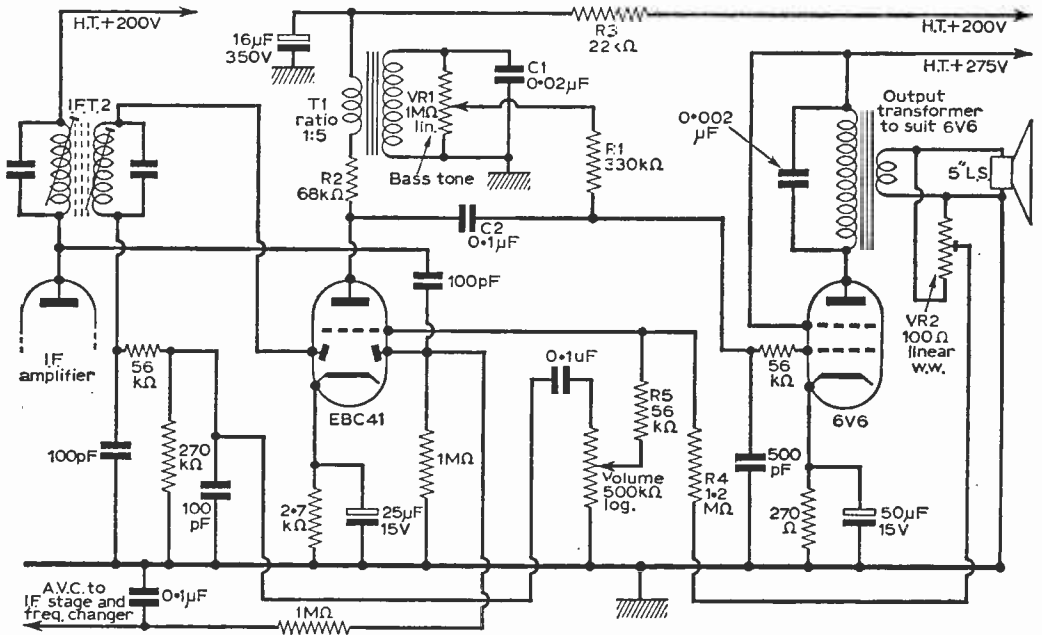 H.T.+200V
16µF
350V
R3
22kΩ
H.T.+200V
H.T.+275V
I.F.T.2
T1
ratio
1:5
VR1
1MΩ
lin.
C1
0·02µF
Bass tone
R1
330kΩ
0·002
µF
Output
transformer
to suit 6V6
5" L.S.
R2
68kΩ
C2
0·1µF
100pF
VR2
100Ω
linear
w.w.
I.F.
amplifier
56
kΩ
EBC41
0·1uF
R5
56
kΩ
56
kΩ
6V6
100pF
270
kΩ
100
pF
2·7
kΩ
25µF
15V
1MΩ
Volume
500kΩ
log.
R4
1·2
MΩ
500
pF
270
Ω
50µF
15V
A.V.C. to
I.F. stage and
freq. changer
0·1µF
1MΩ